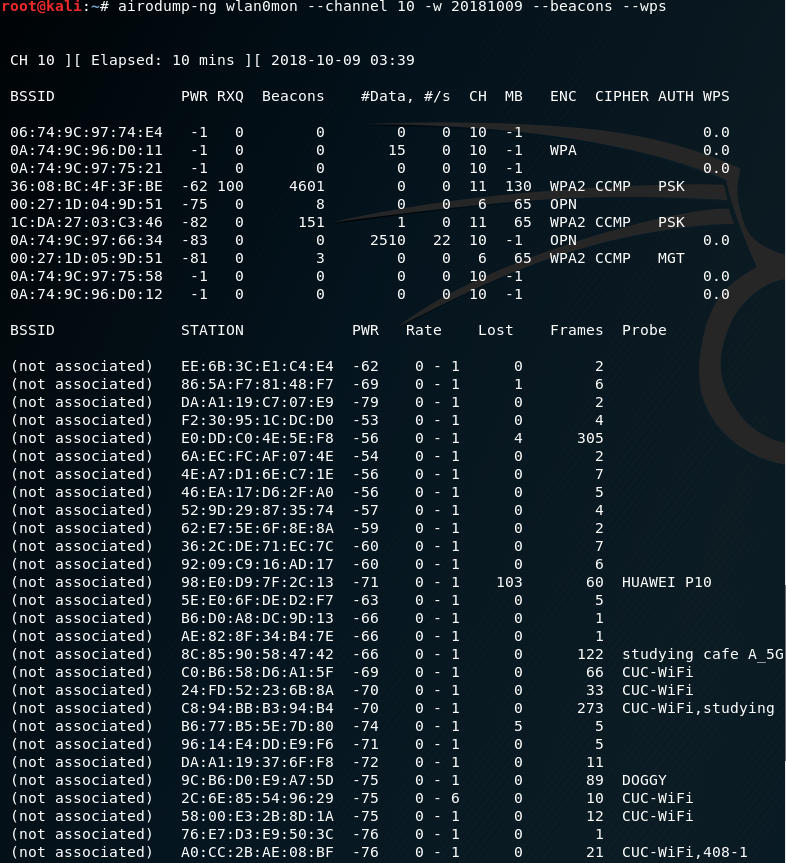 root@kali:~# airodump-ng wlan0mon --channel 10 -w 20181009 --beacons --wps
CH 10 ][ Elapsed: 10 mins ][ 2018-10-09 03:39
BSSID PWR RXQ Beacons #Data, #/s CH MB ENC CIPHER AUTH WPS
06:74:9C:97:74:E4 -1 0 0 0 0 10 -1 0.0
0A:74:9C:96:D0:11 -1 0 0 15 0 10 -1 WPA 0.0
0A:74:9C:97:75:21 -1 0 0 0 0 10 -1 0.0
36:08:BC:4F:3F:BE -62 100 4601 0 0 11 130 WPA2 CCMP PSK
00:27:1D:04:9D:51 -75 0 8 0 0 6 65 OPN
1C:DA:27:03:C3:46 -82 0 151 1 0 11 65 WPA2 CCMP PSK
0A:74:9C:97:66:34 -83 0 0 2510 22 10 -1 OPN 0.0
00:27:1D:05:9D:51 -81 0 3 0 0 6 65 WPA2 CCMP MGT
0A:74:9C:97:75:58 -1 0 0 0 0 10 -1 0.0
0A:74:9C:96:D0:12 -1 0 0 0 0 10 -1 0.0
BSSID STATION PWR Rate Lost Frames Probe
(not associated) EE:6B:3C:E1:C4:E4 -62 0 - 1 0 2
(not associated) 86:5A:F7:81:48:F7 -69 0 - 1 1 6
(not associated) DA:A1:19:C7:07:E9 -79 0 - 1 0 2
(not associated) F2:30:95:1C:DC:D0 -53 0 - 1 0 4
(not associated) E0:DD:C0:4E:5E:F8 -56 0 - 1 4 305
(not associated) 6A:EC:FC:AF:07:4E -54 0 - 1 0 2
(not associated) 4E:A7:D1:6E:C7:1E -56 0 - 1 0 7
(not associated) 46:EA:17:D6:2F:A0 -56 0 - 1 0 5
(not associated) 52:9D:29:87:35:74 -57 0 - 1 0 4
(not associated) 62:E7:5E:6F:8E:8A -59 0 - 1 0 2
(not associated) 36:2C:DE:71:EC:7C -60 0 - 1 0 7
(not associated) 92:09:C9:16:AD:17 -60 0 - 1 0 6
(not associated) 98:E0:D9:7F:2C:13 -71 0 - 1 103 60 HUAWEI P10
(not associated) 5E:E0:6F:DE:D2:F7 -63 0 - 1 0 5
(not associated) B6:D0:A8:DC:9D:13 -66 0 - 1 0 1
(not associated) AE:82:8F:34:B4:7E -66 0 - 1 0 1
(not associated) 8C:85:90:58:47:42 -66 0 - 1 0 122 studying cafe A_5G
(not associated) C0:B6:58:D6:A1:5F -69 0 - 1 0 66 CUC-WiFi
(not associated) 24:FD:52:23:6B:8A -70 0 - 1 0 33 CUC-WiFi
(not associated) C8:94:BB:B3:94:B4 -70 0 - 1 0 273 CUC-WiFi,studying
(not associated) B6:77:B5:5E:7D:80 -74 0 - 1 5 5
(not associated) 96:14:E4:DD:E9:F6 -71 0 - 1 0 5
(not associated) DA:A1:19:37:6F:F8 -72 0 - 1 0 11
(not associated) 9C:B6:D0:E9:A7:5D -75 0 - 1 0 89 DOGGY
(not associated) 2C:6E:85:54:96:29 -75 0 - 6 0 10 CUC-WiFi
(not associated) 58:00:E3:2B:8D:1A -75 0 - 1 0 12 CUC-WiFi
(not associated) 76:E7:D3:E9:50:3C -76 0 - 1 0 1
(not associated) A0:CC:2B:AE:08:BF -76 0 - 1 0 21 CUC-WiFi,408-1